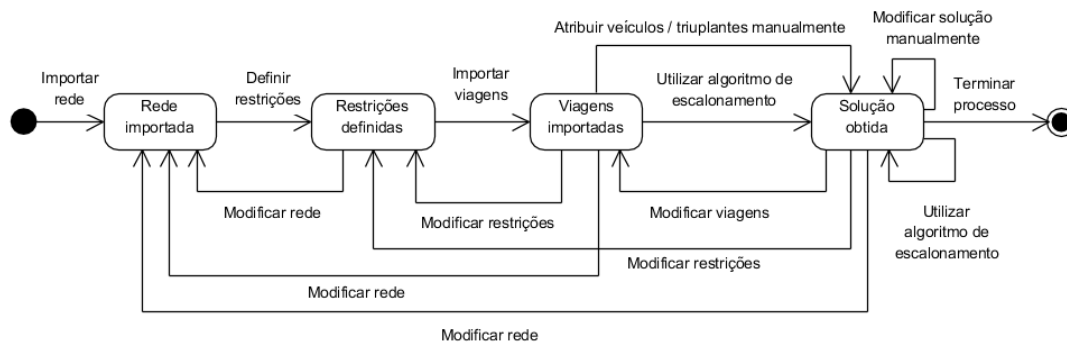 Atribuir veículos / triuplantes manualmente
Modificar solução
manualmente
Importar
rede
Definir
restrições
Importar
viagens
Utilizar algoritmo de
escalonamento
Terminar
processo
Rede
importada
Restrições
definidas
Viagens
importadas
Solução
obtida
Modificar rede
Modificar restrições
Modificar viagens
Utilizar
algoritmo de
escalonamento
Modificar restrições
Modificar rede
Modificar rede